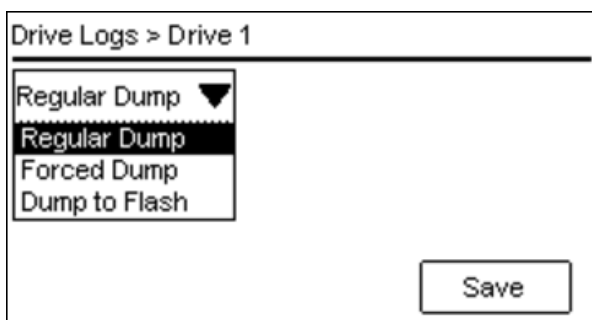 Drive Logs > Drive 1
Regular Dump
Regular Dump
Forced Dump
Dump to Flash
Save